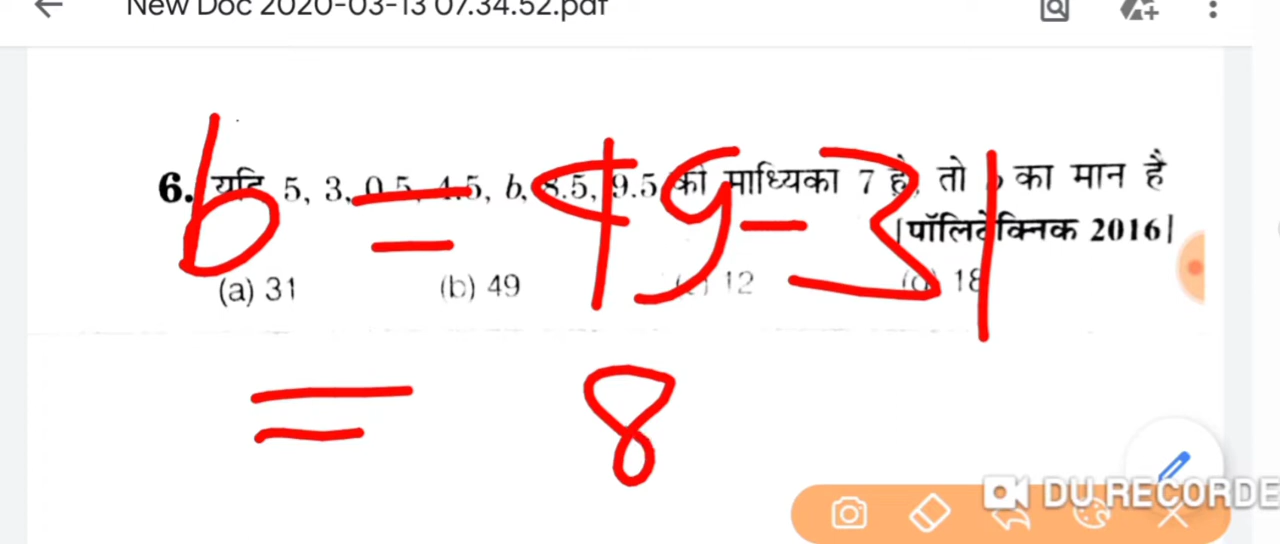 New Doc 2020-03-13 07.34.52.pdf
6. यदि 5, 3, 0.5, 4.5, b, 8.5, 9.5 की माध्यिका 7 है, तो b का मान है
|पॉलिटेक्निक 2016|
(a) 31 (b) 49 (c) 12 (d) 18
b = 49-31
= 8
DU RECORDE